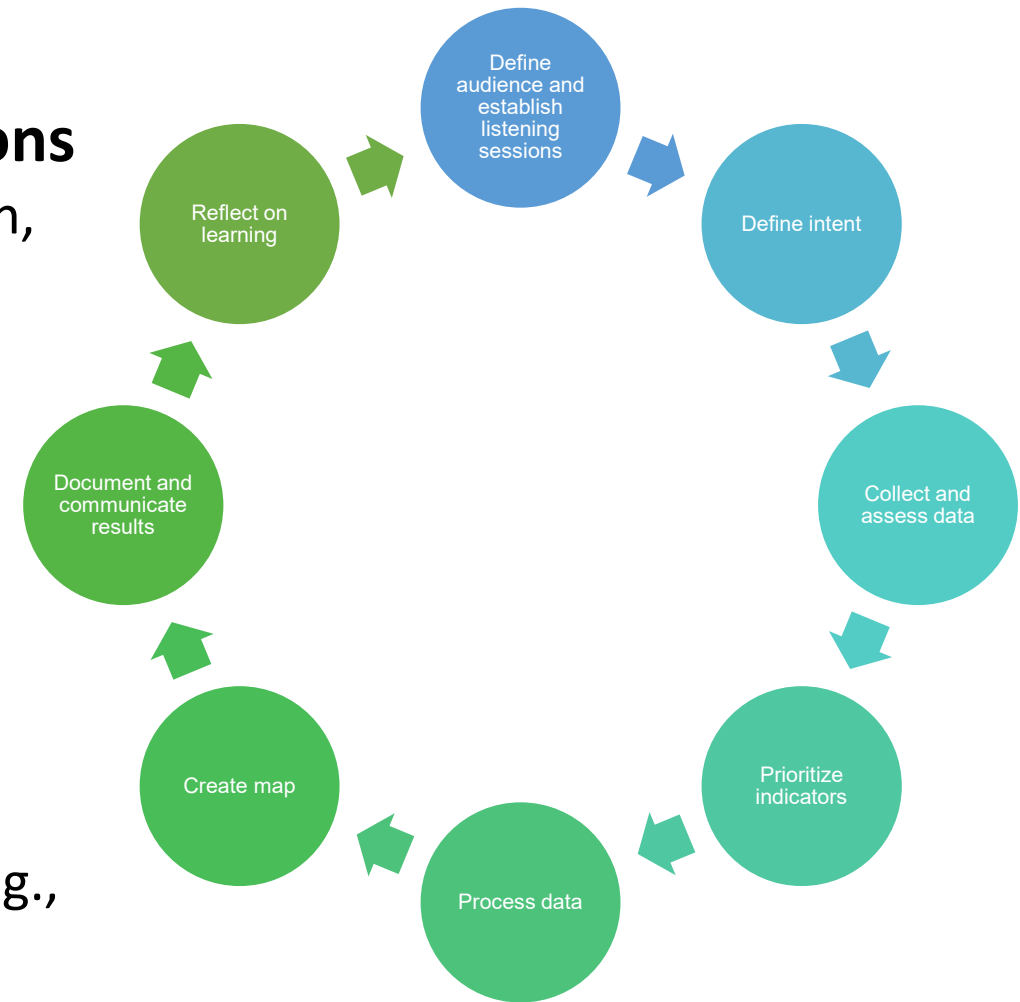 ons
n,
g.,
Define
audience and
establish
listening
sessions
Define intent
Collect and
assess data
Prioritize
indicators
Process data
Create map
Document and
communicate
results
Reflect on
learning